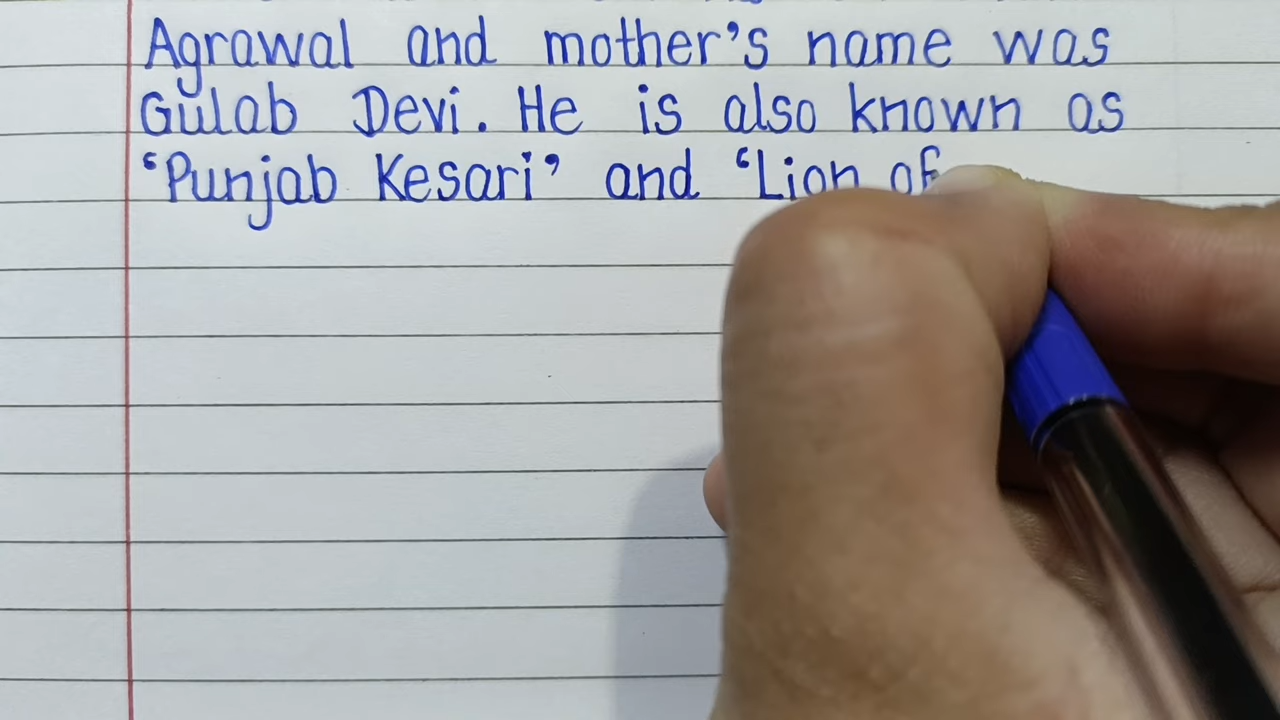 Agrawal and mother's name was
Gulab Devi. He is also known as
'Punjab Kesari' and 'Lion of